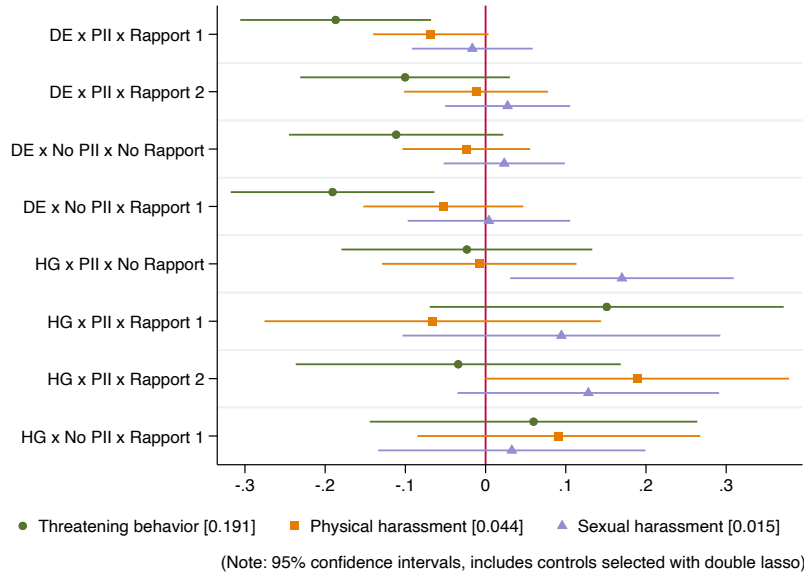 DE x PII x Rapport 1
DE x PII x Rapport 2
DE x No PII x No Rapport
DE x No PII x Rapport 1
HG x PII x No Rapport
HG x PII x Rapport 1
HG x PII x Rapport 2
HG x No PII x Rapport 1
-.3 -.2 -.1 0 .1 .2 .3
Threatening behavior [0.191] Physical harassment [0.044] Sexual harassment [0.015]
(Note: 95% confidence intervals, includes controls selected with double lasso)